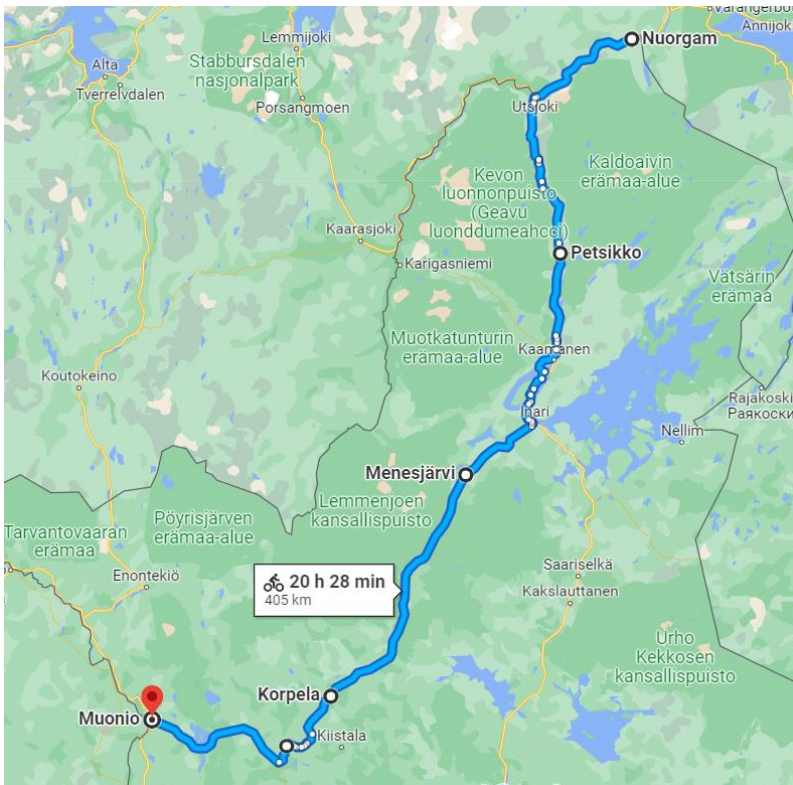 Varangerbo
Nuorgam
Annijok
Lemmijoki
Stabbursdalen
nasjonalpark
Alta
Tverrelvdalen
Porsangmoen
Utsjoki
Kaldoaivin
erämaa-alue
Kevon
luonnonpuisto
(Geavu
luonddumeahcci)
Kaarasjoki
Petsikko
Karigasniemi
Vätsärin
erämaa
Muotkatunturin
erämaa-alue
Kaamanen
Koutokeino
Rajakoski
Раякоски
Inari
Nellim
Menesjärvi
Lemmenjoen
kansallispuisto
Pöyrisjärven
erämaa-alue
Tarvantovaaran
erämaa
Enontekiö
20 h 28 min
405 km
Saariselkä
Kakslauttanen
Urho
Kekkosen
kansallispuisto
Korpela
Muonio
Kiistala